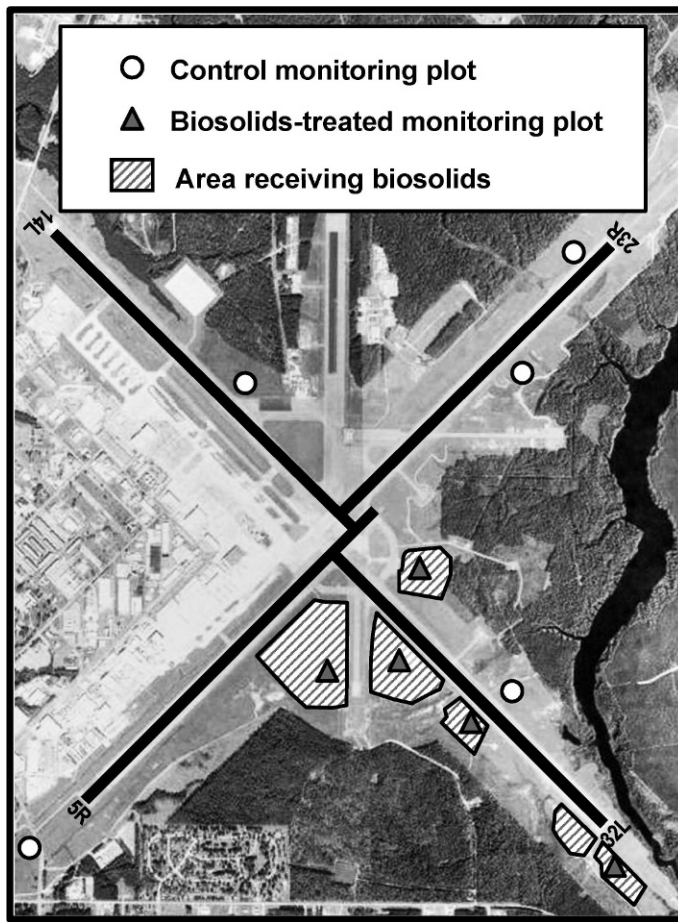 Control monitoring plot
Biosolids-treated monitoring plot
Area receiving biosolids
14L
23R
5R
32L